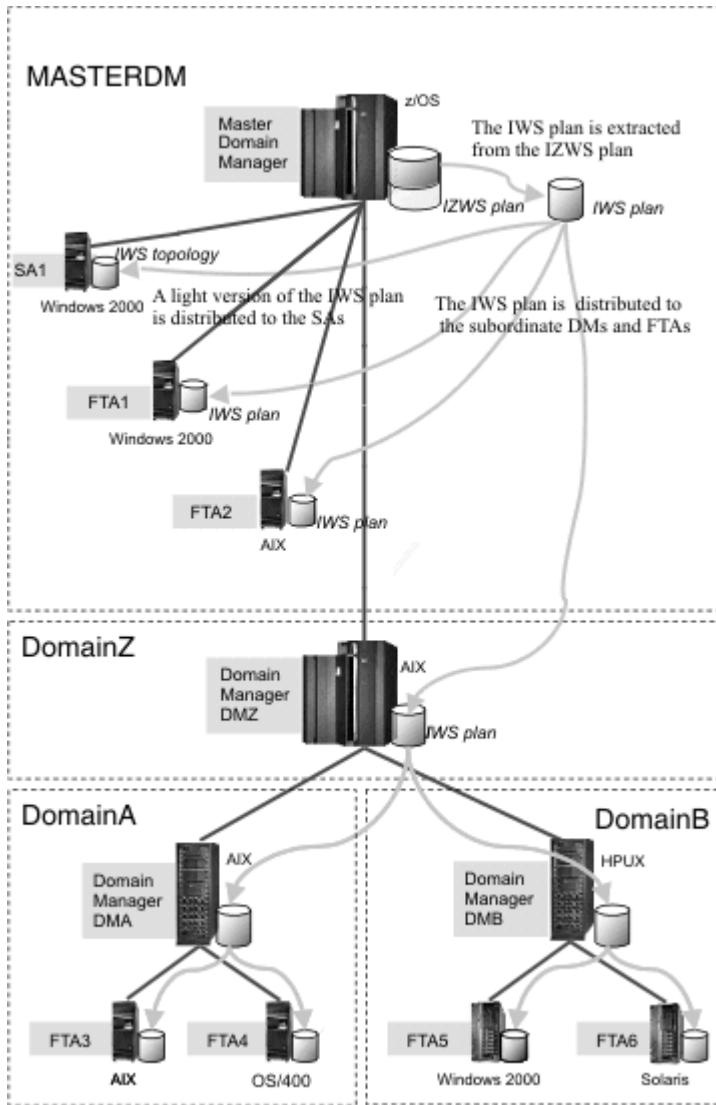 MASTERDM
z/OS
Master
Domain
Manager
The IWS plan is extracted
from the IZWS plan
IZWS plan
IWS plan
SA1
IWS topology
Windows 2000
A light version of the IWS plan
is distributed to the SAs
The IWS plan is distributed to
the subordinate DMs and FTAs
FTA1
IWS plan
Windows 2000
FTA2
IWS plan
AIX
DomainZ
Domain
Manager
DMZ
AIX
IWS plan
DomainA
AIX
Domain
Manager
DMA
FTA3
AIX
FTA4
OS/400
DomainB
HPUX
Domain
Manager
DMB
FTA5
Windows 2000
FTA6
Solaris